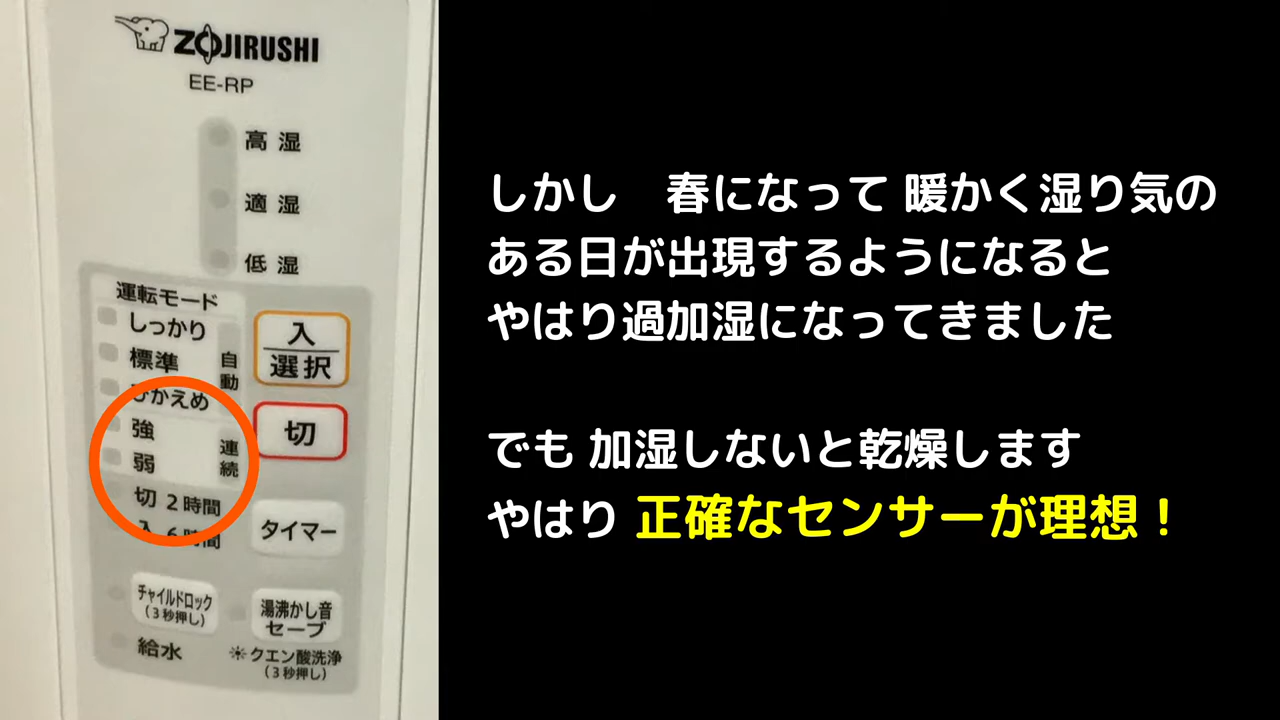 ZOJIRUSHI
EE-RP
高湿
適湿
低湿
運転モード
しっかり
標準
自動
ひかえめ
強
弱
連続
切 2時間
入 6時間
入
選択
切
タイマー
チャイルドロック
(3秒押し)
湯沸かし音
セーブ
給水
クエン酸洗浄
(3秒押し)
しかし　春になって 暖かく湿り気の
ある日が出現するようになると
やはり過加湿になってきました
でも 加湿しないと乾燥します
やはり 正確なセンサーが理想！